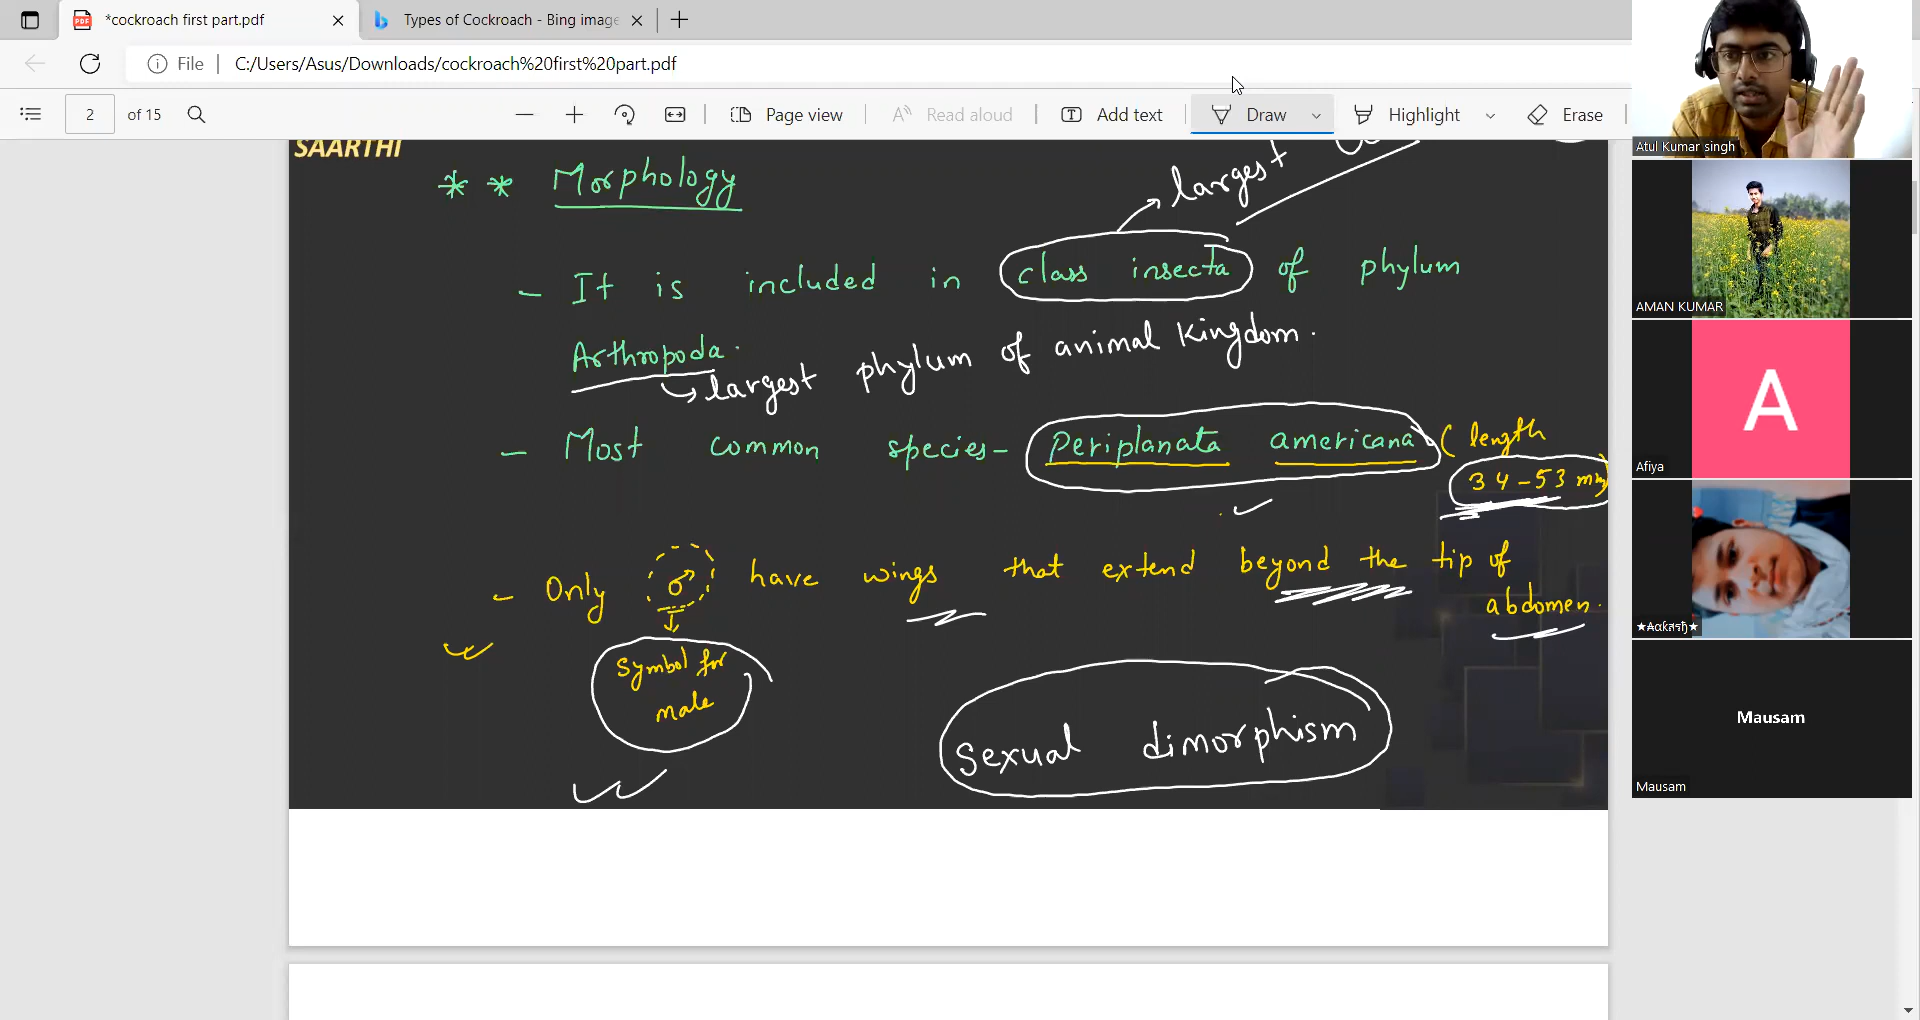 *cockroach first part.pdf
Types of Cockroach - Bing image
File
C:/Users/Asus/Downloads/cockroach%20first%20part.pdf
2 of 15
Page view
Read aloud
Add text
Draw
Highlight
Erase
SAARTHI
** Morphology
largest
- It is included in class insecta of phylum
Arthropoda.
largest phylum of animal kingdom.
- Most common species- periplanata americana (length
34-53 mm)
- Only ♂ have wings that extend beyond the tip of
abdomen.
symbol for
male
sexual dimorphism
Atul Kumar singh
AMAN KUMAR
A
Afiya
Mausam
Mausam